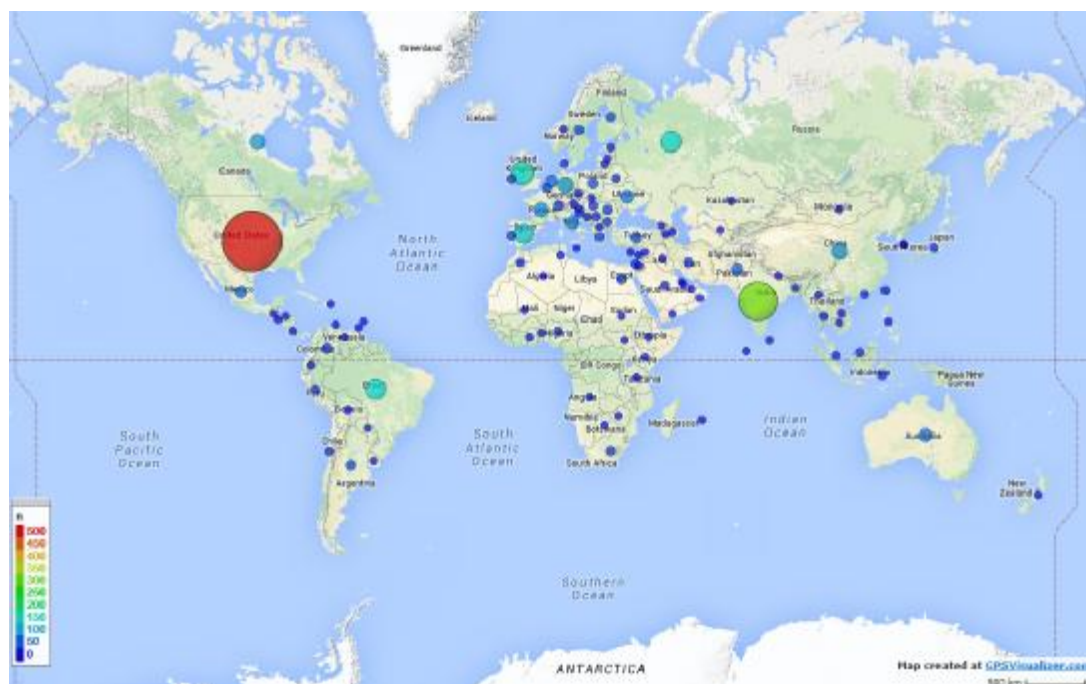 Greenland
Iceland
Finland
Sweden
Norway
Russia
Canada
United
Poland
Kazakhstan
Mongolia
United States
North
Atlantic
Ocean
Turkey
Afghanistan
China
South Korea
Japan
Pakistan
Mexico
Algeria
Libya
Egypt
Saudi Arabia
India
Mali
Niger
Chad
Sudan
Thailand
Venezuela
Colombia
Ethiopia
Kenya
DR Congo
Tanzania
Indonesia
Papua New
Guinea
Brazil
Peru
Bolivia
Angola
Namibia
Botswana
Madagascar
Indian
Ocean
Australia
South
Pacific
Ocean
South
Atlantic
Ocean
Chile
South Africa
Argentina
New
Zealand
n
500
450
400
350
300
250
200
150
100
50
0
Southern
Ocean
ANTARCTICA
Map created at GPSVisualizer.com